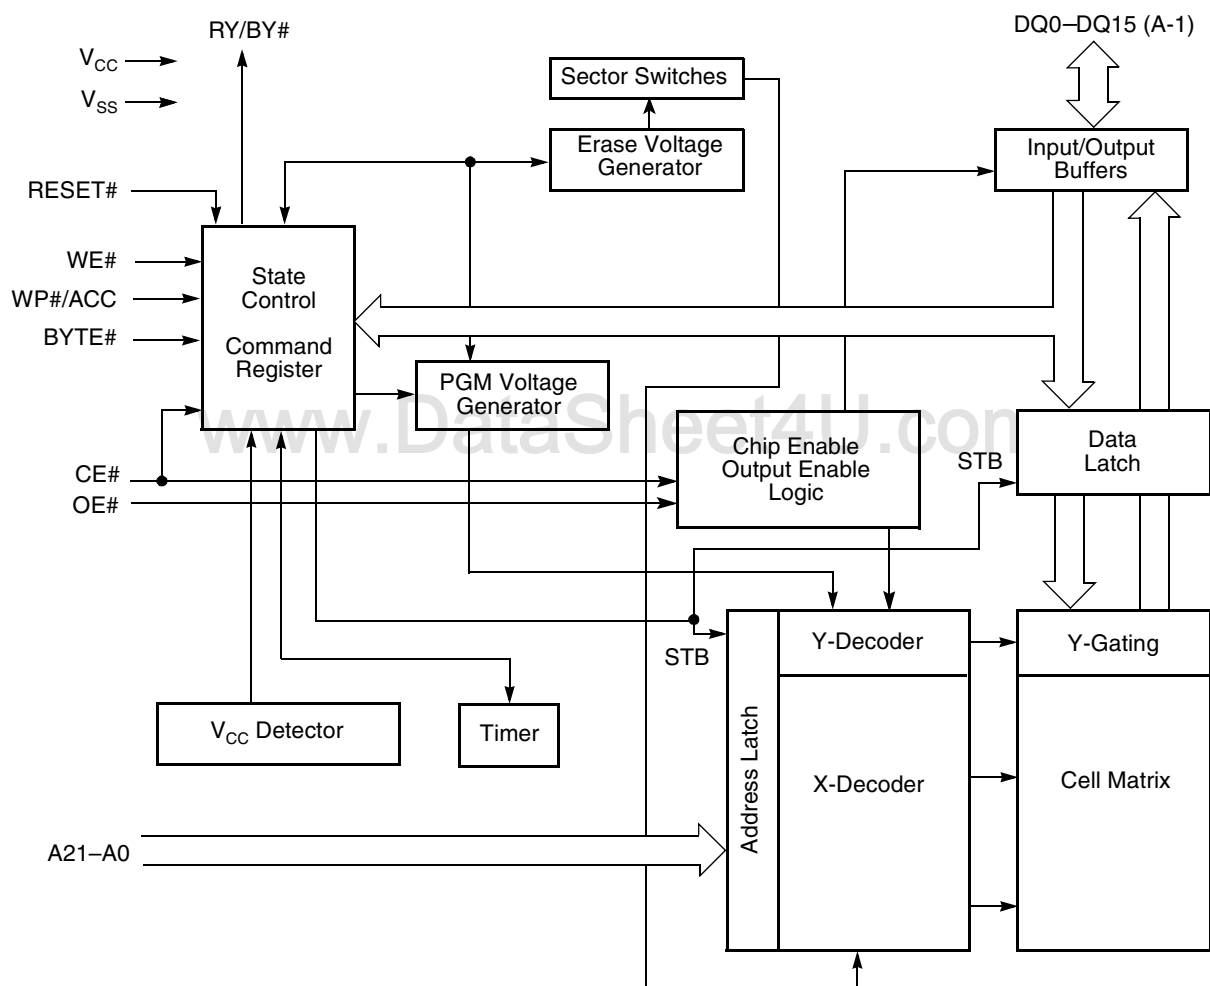 RY/BY#
DQ0–DQ15 (A-1)
VCC
VSS
Sector Switches
Erase Voltage
Generator
Input/Output
Buffers
RESET#
WE#
WP#/ACC
BYTE#
State
Control
Command
Register
PGM Voltage
Generator
www.DataSheet4U.com
Chip Enable
Output Enable
Logic
CE#
OE#
STB
Data
Latch
STB
Y-Decoder
Y-Gating
VCC Detector
Timer
Address Latch
X-Decoder
Cell Matrix
A21–A0